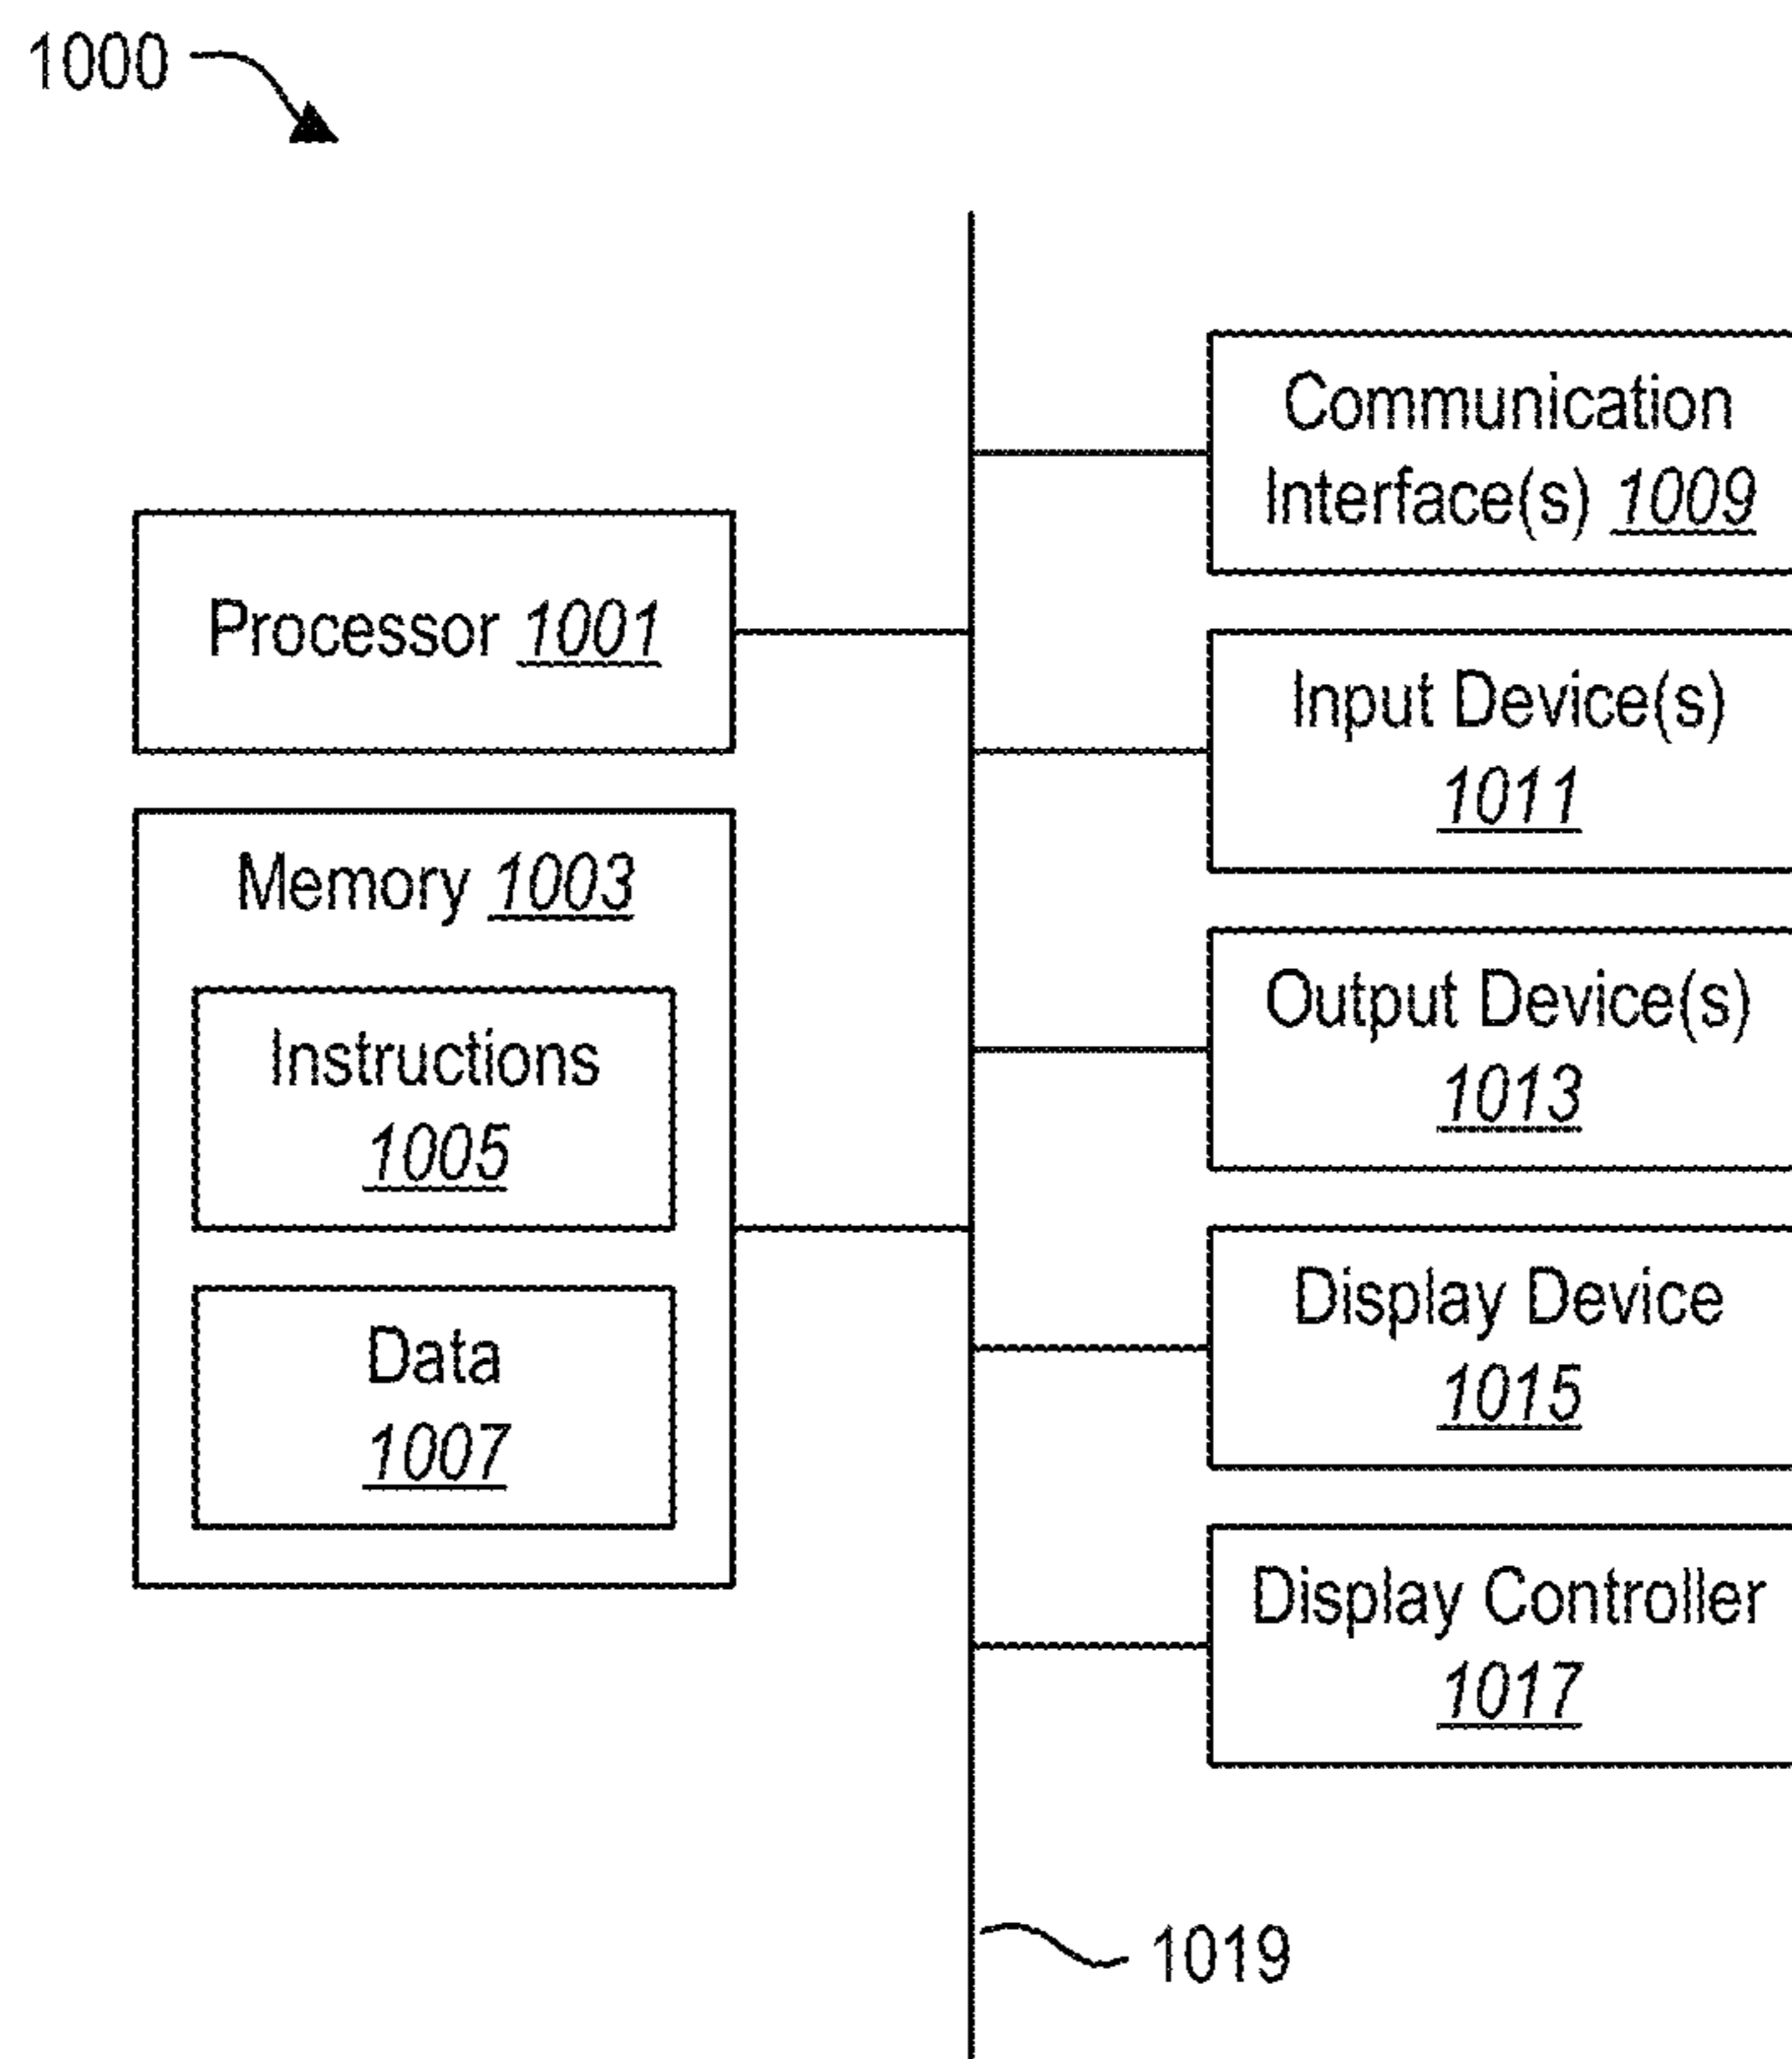 1000
Communication
Interface(s) 1009
Processor 1001
Input Device(s)
1011
Memory 1003
Instructions
1005
Data
1007
Output Device(s)
1013
Display Device
1015
Display Controller
1017
1019